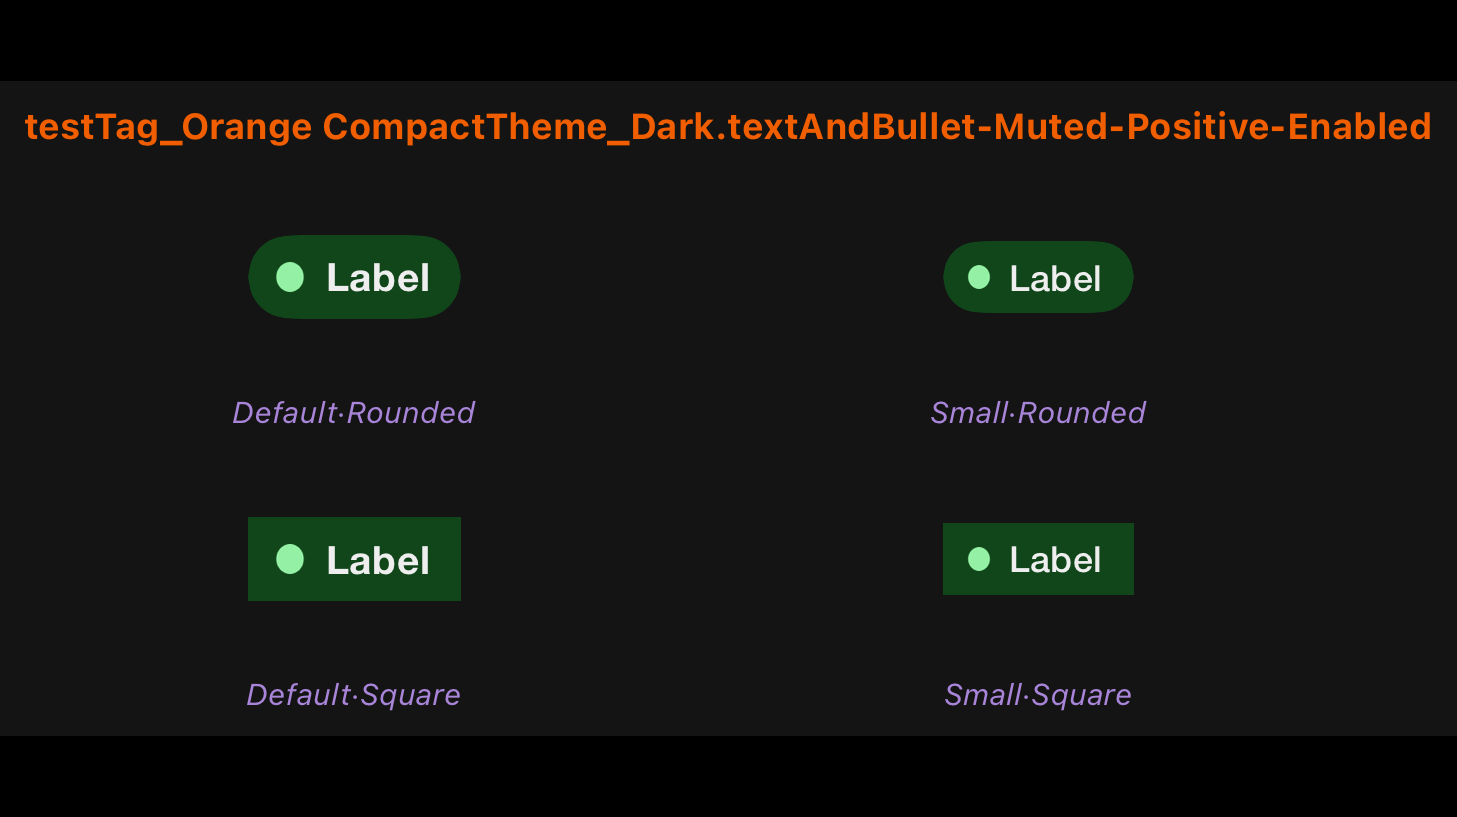 testTag_Orange CompactTheme_Dark.textAndBullet-Muted-Positive-Enabled
Label
Label
Default·Rounded
Small·Rounded
Label
Label
Default·Square
Small·Square